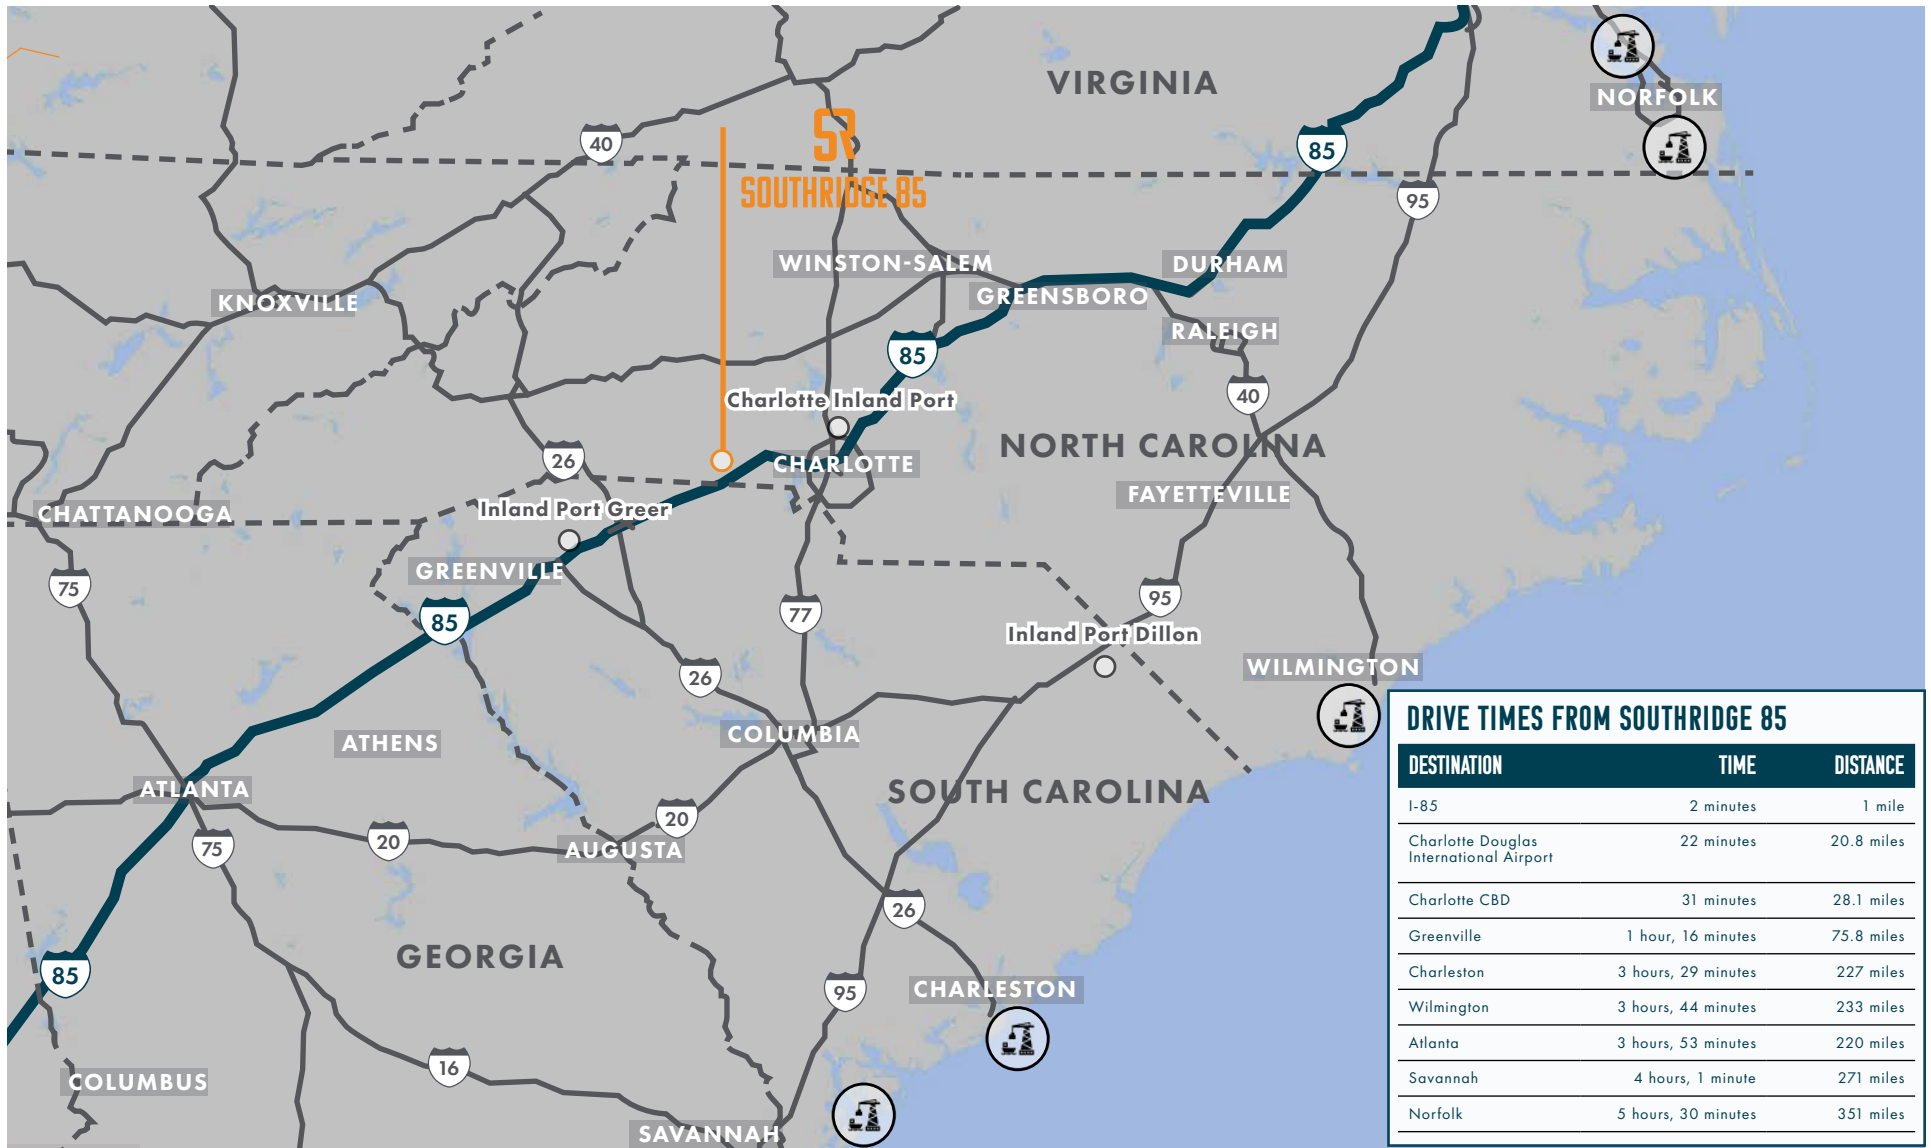 VIRGINIA
NORFOLK
40
85
SR
SOUTHRIDGE 85
95
WINSTON-SALEM
DURHAM
KNOXVILLE
GREENSBORO
RALEIGH
85
Charlotte Inland Port
40
NORTH CAROLINA
26
CHARLOTTE
FAYETTEVILLE
CHATTANOOGA
Inland Port Greer
GREENVILLE
75
85
77
95
Inland Port Dillon
WILMINGTON
26
COLUMBIA
ATHENS
ATLANTA
SOUTH CAROLINA
20
75
20
AUGUSTA
26
GEORGIA
85
95
CHARLESTON
16
COLUMBUS
SAVANNAH
DRIVE TIMES FROM SOUTHRIDGE 85
DESTINATION TIME DISTANCE
I-85 2 minutes 1 mile
Charlotte Douglas
International Airport 22 minutes 20.8 miles
Charlotte CBD 31 minutes 28.1 miles
Greenville 1 hour, 16 minutes 75.8 miles
Charleston 3 hours, 29 minutes 227 miles
Wilmington 3 hours, 44 minutes 233 miles
Atlanta 3 hours, 53 minutes 220 miles
Savannah 4 hours, 1 minute 271 miles
Norfolk 5 hours, 30 minutes 351 miles